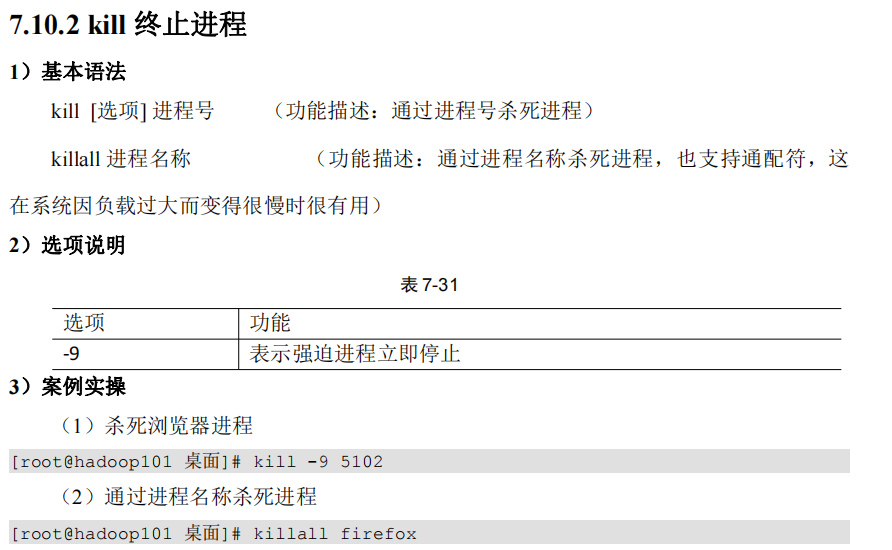 7.10.2 kill 终止进程
1）基本语法
kill [选项] 进程号 （功能描述：通过进程号杀死进程）
killall 进程名称 （功能描述：通过进程名称杀死进程，也支持通配符，这
在系统因负载过大而变得很慢时很有用）
2）选项说明
表 7-31
选项 功能
-9 表示强迫进程立即停止
3）案例实操
（1）杀死浏览器进程
[root@hadoop101 桌面]# kill -9 5102
（2）通过进程名称杀死进程
[root@hadoop101 桌面]# killall firefox